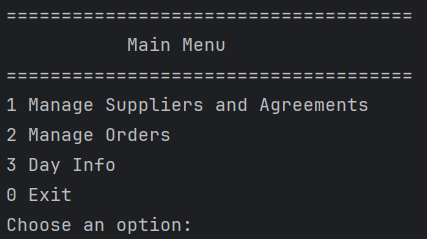 =====================================
Main Menu
=====================================
1 Manage Suppliers and Agreements
2 Manage Orders
3 Day Info
0 Exit
Choose an option: